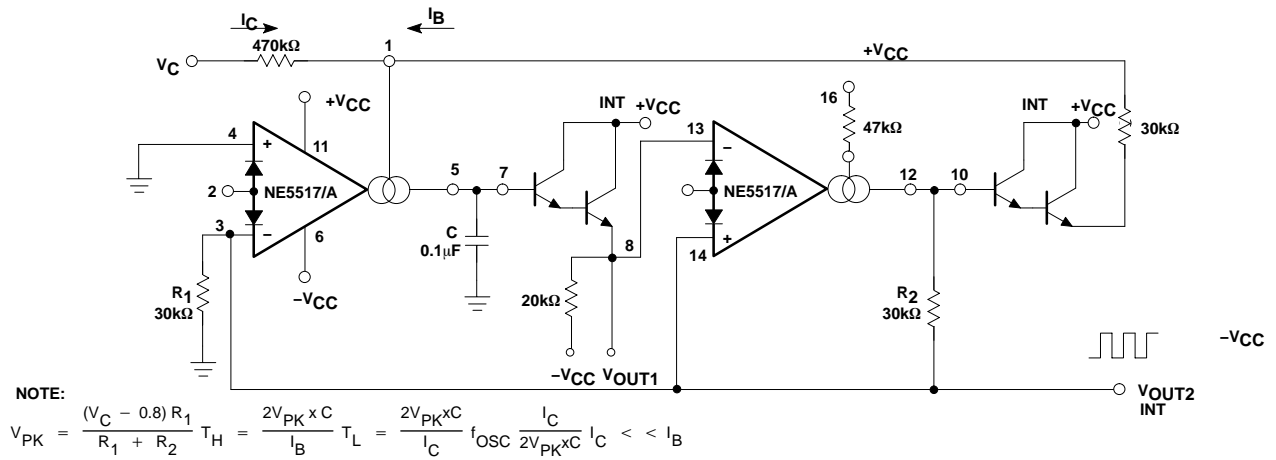 I_C
I_B
470kΩ
1
V_C
+V_CC
+V_CC
4
+
11
2
NE5517/A
3
−
6
−V_CC
R_1
30kΩ
5
7
C
0.1μF
INT
+V_CC
8
20kΩ
−V_CC
V_OUT1
13
−
NE5517/A
+
14
16
47kΩ
12
10
R_2
30kΩ
INT
+V_CC
30kΩ
−V_CC
V_OUT2
INT
NOTE:
V_PK = (V_C − 0.8) R_1 / R_1 + R_2 T_H = 2V_PK x C / I_B T_L = 2V_PKxC / I_C f_OSC I_C / 2V_PKxC I_C < < I_B